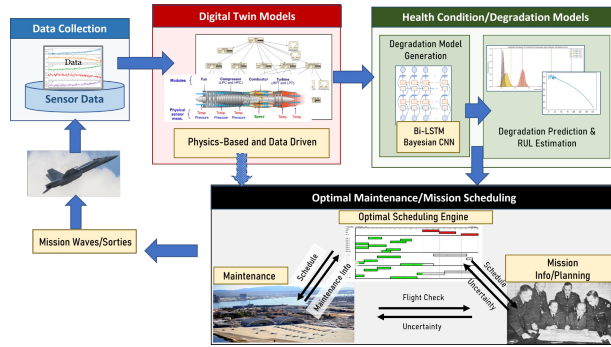 Data Collection
Data
Sensor Data
Digital Twin Models
Modules
Fan
Compressor
(LPC and HPC)
Combustor
Turbine
(HPT and LPT)
Physical
sensor
meas.
Temp
Pressure
Temp
Pressure
Speed
Temp
Temp
Physics-Based and Data Driven
Health Condition/Degradation Models
Degradation Model
Generation
Bi-LSTM
Bayesian CNN
Degradation Prediction &
RUL Estimation
Optimal Maintenance/Mission Scheduling
Optimal Scheduling Engine
Maintenance
Schedule
Maintenance Info
Schedule
Uncertainty
Mission
Info/Planning
Flight Check
Uncertainty
Mission Waves/Sorties